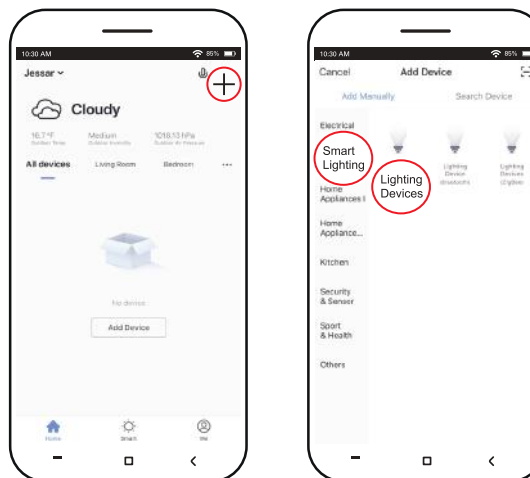 10:30 AM
85%
Jessar
Cloudy
16.7°F
Medium
1018.13 hPa
All devices
Living Room
Bedroom
...
No device
Add Device
Home
Smart
Me
10:30 AM
85%
Cancel
Add Device
Add Manually
Search Device
Electrical
Smart
Lighting
Lighting
Devices
Lighting
Device
Lighting
Devices
Home
Appliances I
Home
Appliance...
Kitchen
Security
& Sensor
Sport
& Health
Others